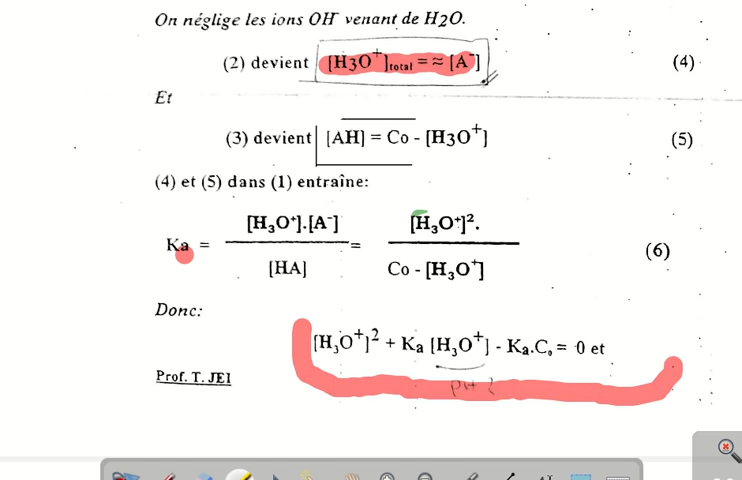 On néglige les ions OH⁻ venant de H2O.
(2) devient [H3O⁺]total = ≈ [A⁻] (4)
Et
(3) devient [AH] = Co - [H3O⁺] (5)
(4) et (5) dans (1) entraîne:
Ka = [H₃O⁺].[A⁻] / [HA] = [H₃O⁺]². / Co - [H₃O⁺] (6)
Donc:
[H₃O⁺]² + Ka [H₃O⁺] - Ka.C₀ = 0 et
PH ?
Prof. T. JEI